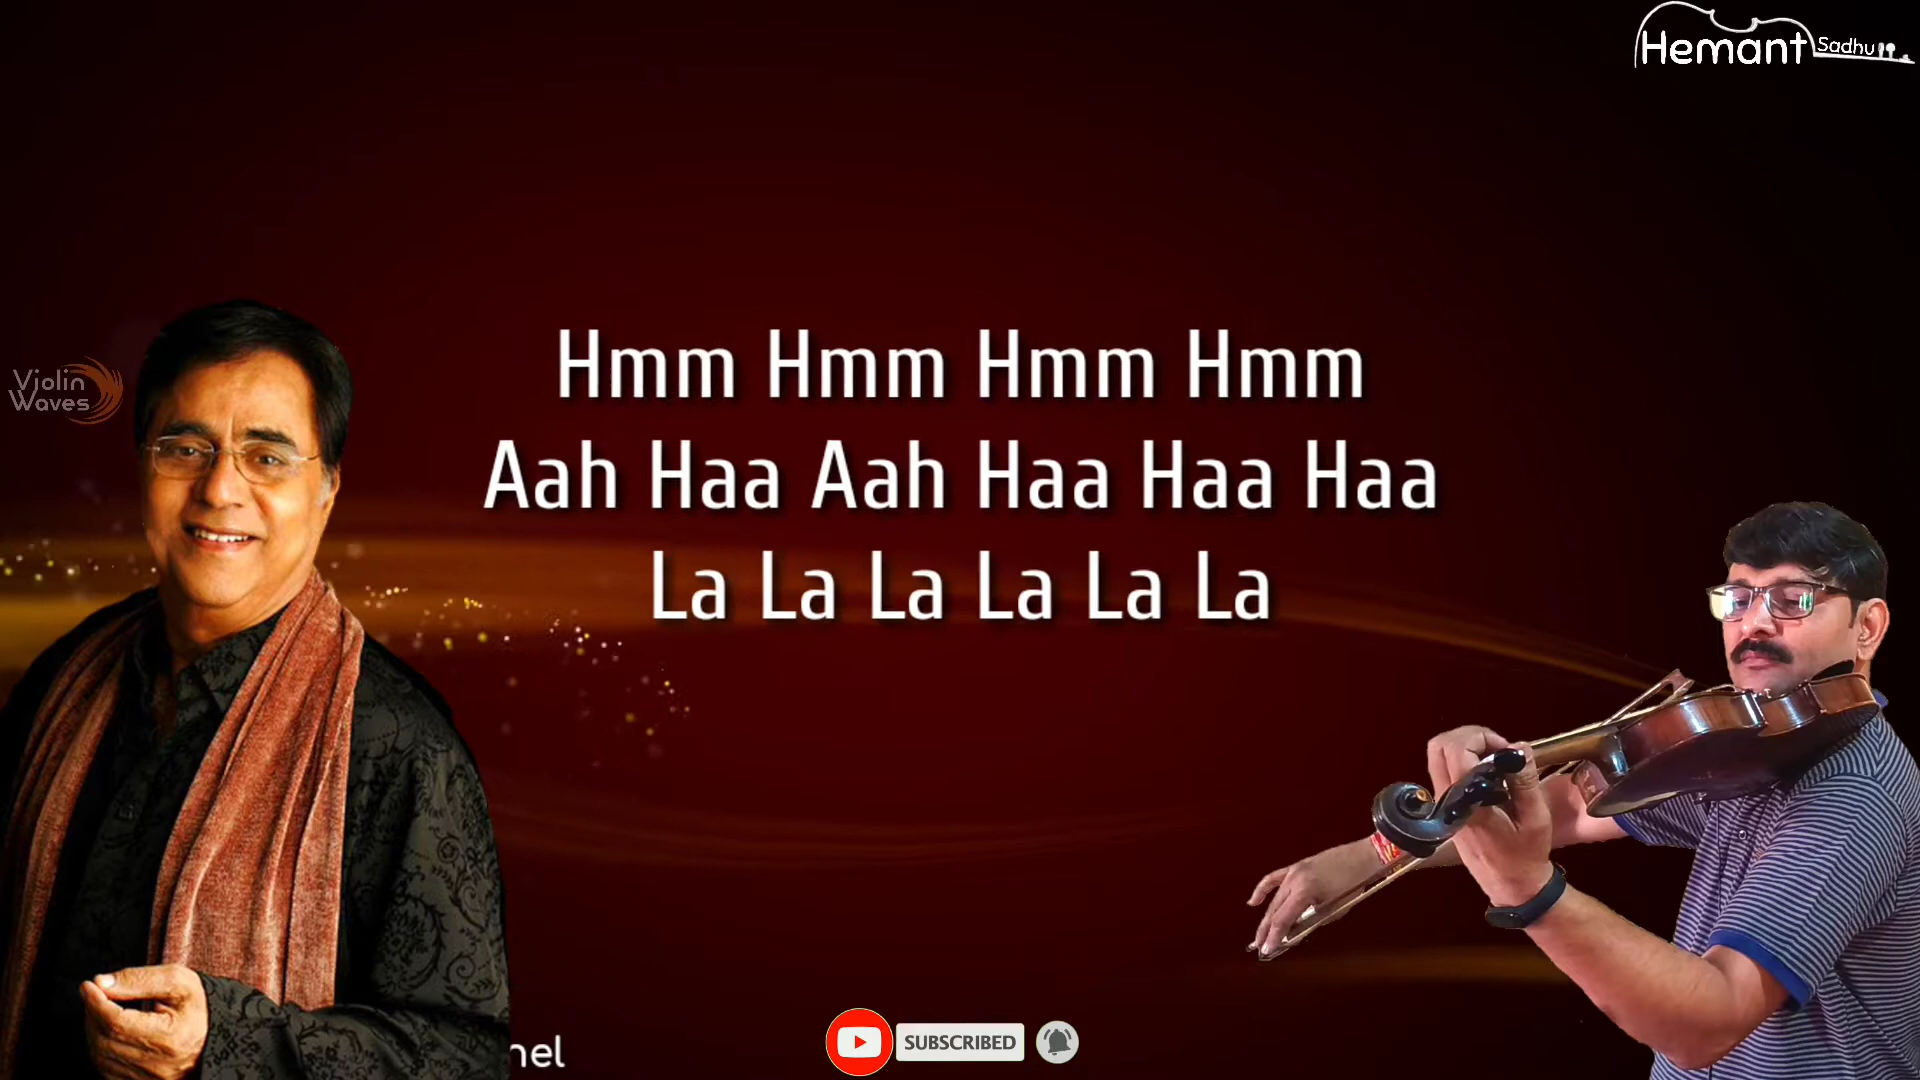 Hemant Sadhu
Violin
Waves
Hmm Hmm Hmm Hmm
Aah Haa Aah Haa Haa Haa
La La La La La La
nel
SUBSCRIBED